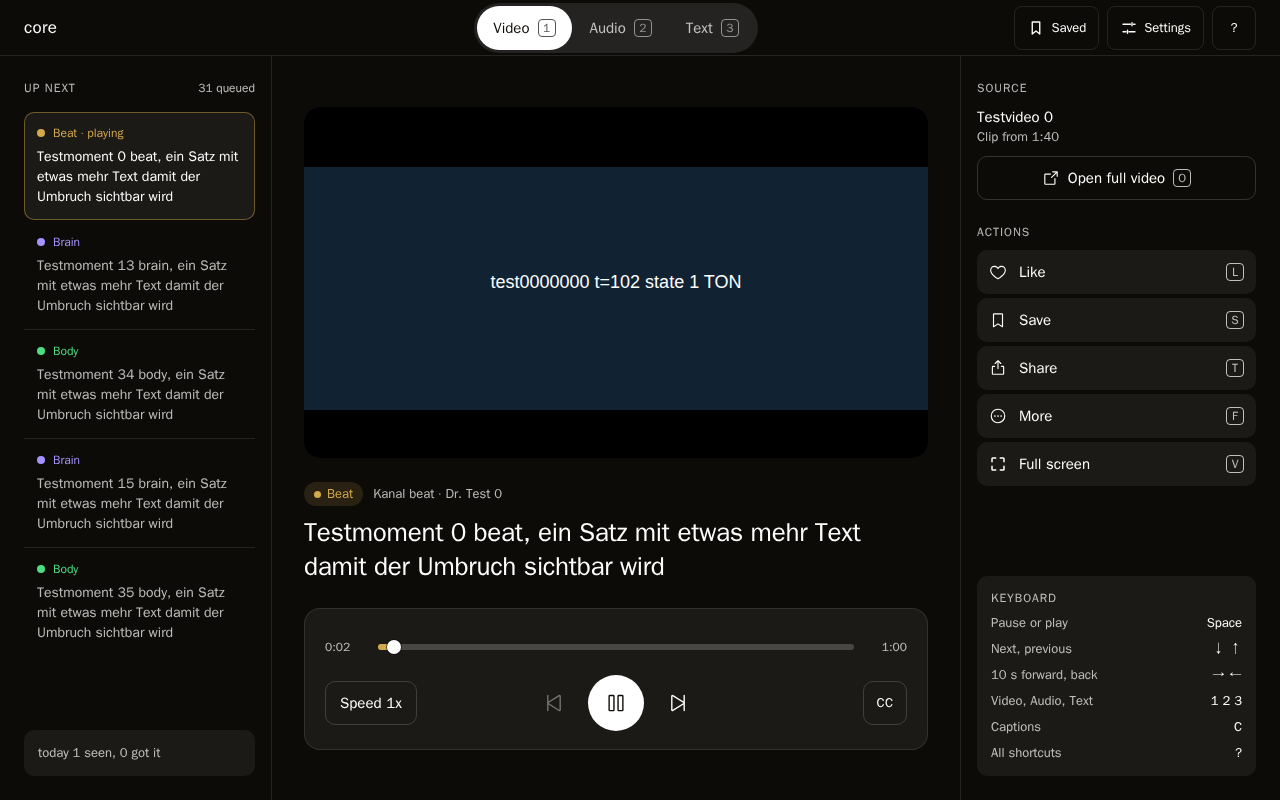 core
Video 1
Audio 2
Text 3
Saved
Settings
?
UP NEXT
31 queued
Beat · playing
Testmoment 0 beat, ein Satz mit
etwas mehr Text damit der
Umbruch sichtbar wird
Brain
Testmoment 13 brain, ein Satz
mit etwas mehr Text damit der
Umbruch sichtbar wird
Body
Testmoment 34 body, ein Satz
mit etwas mehr Text damit der
Umbruch sichtbar wird
Brain
Testmoment 15 brain, ein Satz
mit etwas mehr Text damit der
Umbruch sichtbar wird
Body
Testmoment 35 body, ein Satz
mit etwas mehr Text damit der
Umbruch sichtbar wird
today 1 seen, 0 got it
test0000000 t=102 state 1 TON
Beat
Kanal beat · Dr. Test 0
Testmoment 0 beat, ein Satz mit etwas mehr Text
damit der Umbruch sichtbar wird
0:02
1:00
Speed 1x
CC
SOURCE
Testvideo 0
Clip from 1:40
Open full video O
ACTIONS
Like L
Save S
Share T
More F
Full screen V
KEYBOARD
Pause or play Space
Next, previous ↓ ↑
10 s forward, back → ←
Video, Audio, Text 1 2 3
Captions C
All shortcuts ?